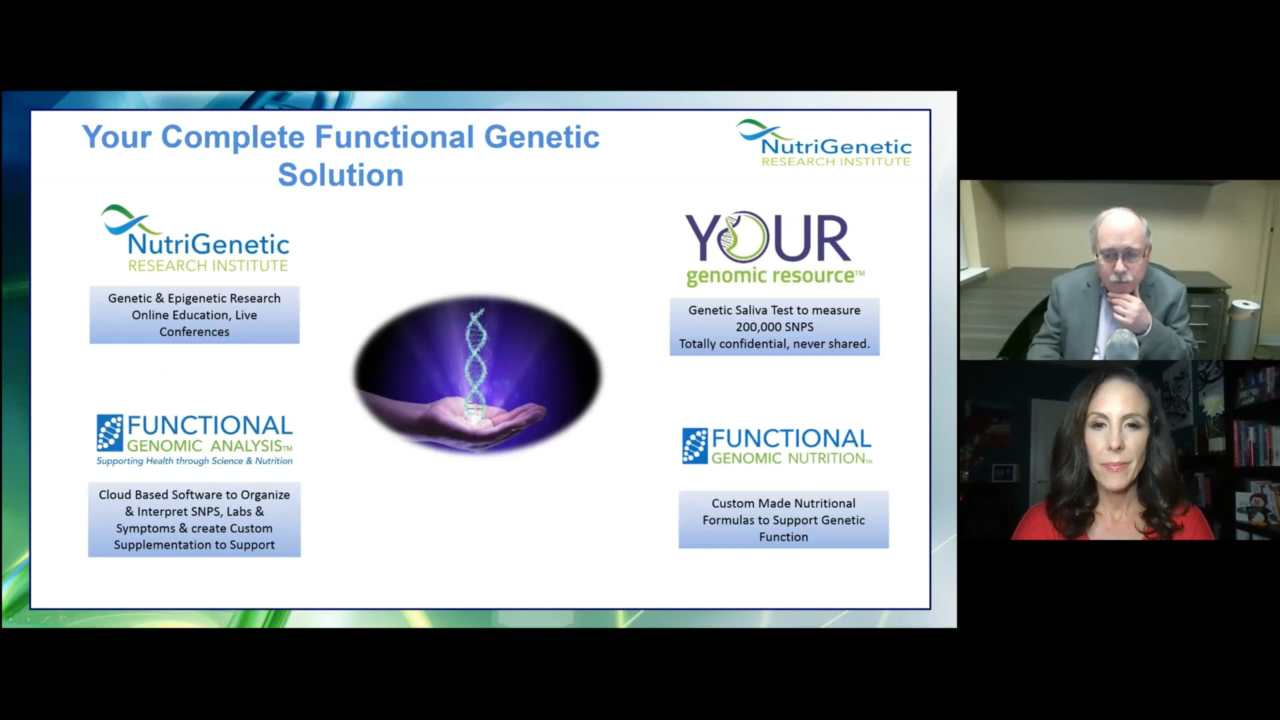 Your Complete Functional Genetic
Solution
NutriGenetic
RESEARCH INSTITUTE
NutriGenetic
RESEARCH INSTITUTE
Genetic & Epigenetic Research
Online Education, Live
Conferences
YOUR
genomic resource™
Genetic Saliva Test to measure
200,000 SNPS
Totally confidential, never shared.
FUNCTIONAL
GENOMIC ANALYSIS™
Supporting Health through Science & Nutrition
Cloud Based Software to Organize
& Interpret SNPS, Labs &
Symptoms & create Custom
Supplementation to Support
FUNCTIONAL
GENOMIC NUTRITION™
Custom Made Nutritional
Formulas to Support Genetic
Function